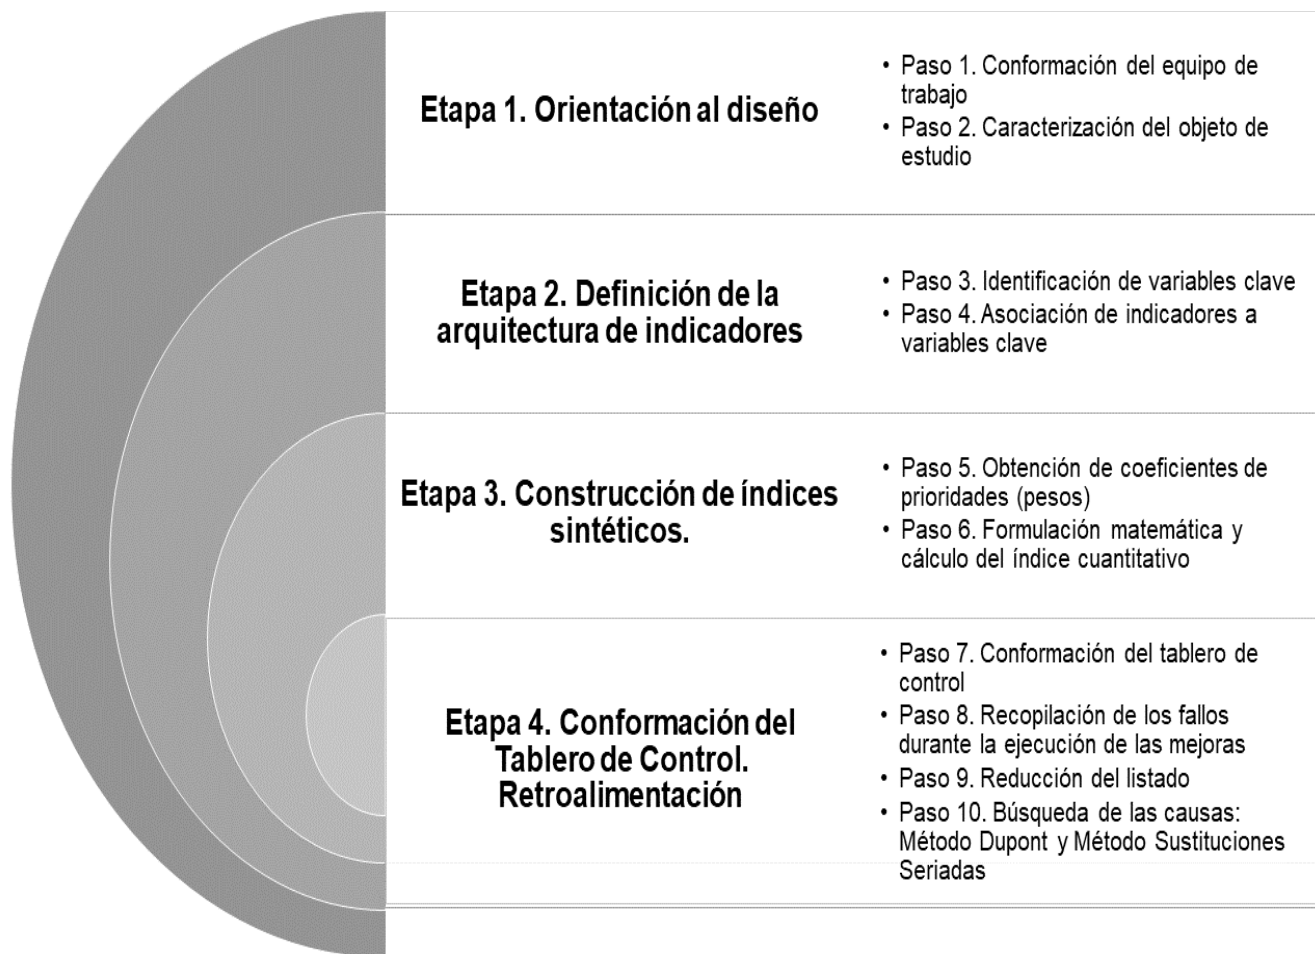 Etapa 1. Orientación al diseño
• Paso 1. Conformación del equipo de
trabajo
• Paso 2. Caracterización del objeto de
estudio
Etapa 2. Definición de la
arquitectura de indicadores
• Paso 3. Identificación de variables clave
• Paso 4. Asociación de indicadores a
variables clave
Etapa 3. Construcción de índices
sintéticos.
• Paso 5. Obtención de coeficientes de
prioridades (pesos)
• Paso 6. Formulación matemática y
cálculo del índice cuantitativo
Etapa 4. Conformación del
Tablero de Control.
Retroalimentación
• Paso 7. Conformación del tablero de
control
• Paso 8. Recopilación de los fallos
durante la ejecución de las mejoras
• Paso 9. Reducción del listado
• Paso 10. Búsqueda de las causas:
Método Dupont y Método Sustituciones
Seriadas